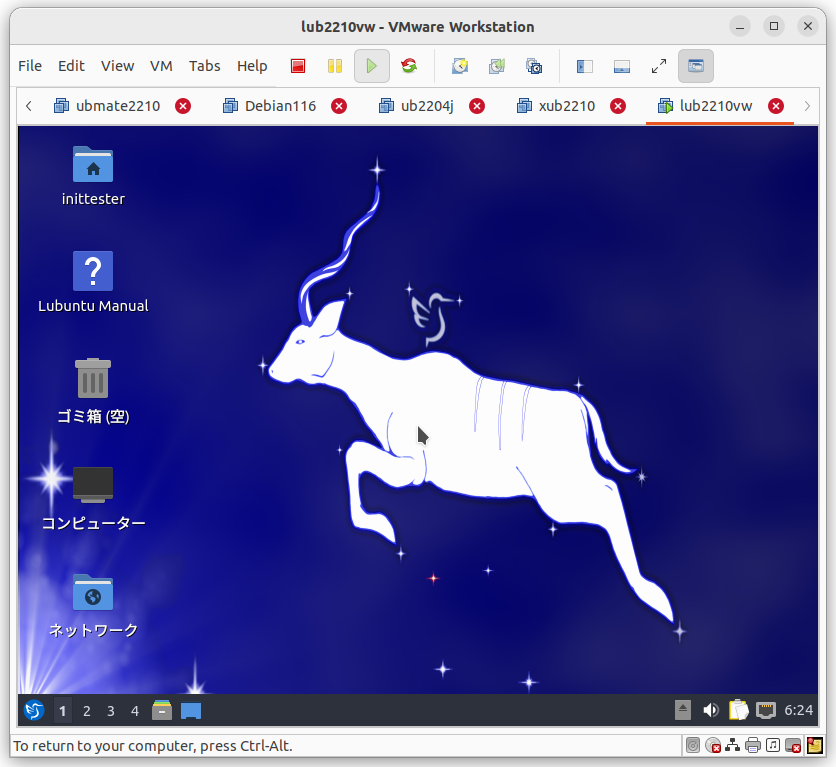 lub2210vw - VMware Workstation
File Edit View VM Tabs Help
ubmate2210 Debian116 ub2204j xub2210 lub2210vw
inittester
?
Lubuntu Manual
ゴミ箱 (空)
コンピューター
ネットワーク
1 2 3 4 6:24
To return to your computer, press Ctrl-Alt.